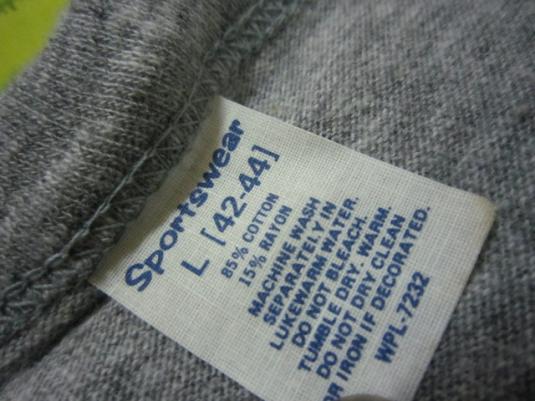 Sportswear
L [42-44]
85% COTTON
15% RAYON
MACHINE WASH
SEPARATELY IN
LUKEWARM WATER.
DO NOT BLEACH.
TUMBLE DRY. WARM.
DO NOT DRY CLEAN
OR IRON IF DECORATED.
WPL-7232